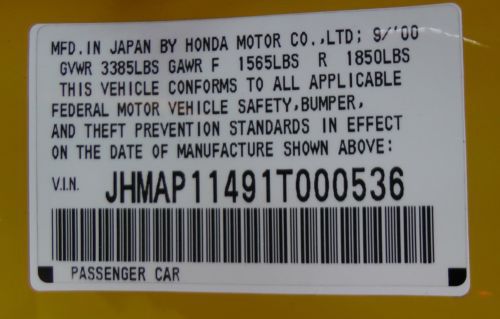 MFD.IN JAPAN BY HONDA MOTOR CO.,LTD; 9/'00
GVWR 3385LBS GAWR F 1565LBS R 1850LBS
THIS VEHICLE CONFORMS TO ALL APPLICABLE
FEDERAL MOTOR VEHICLE SAFETY,BUMPER,
AND THEFT PREVENTION STANDARDS IN EFFECT
ON THE DATE OF MANUFACTURE SHOWN ABOVE:
V.I.N. JHMAP11491T000536
PASSENGER CAR